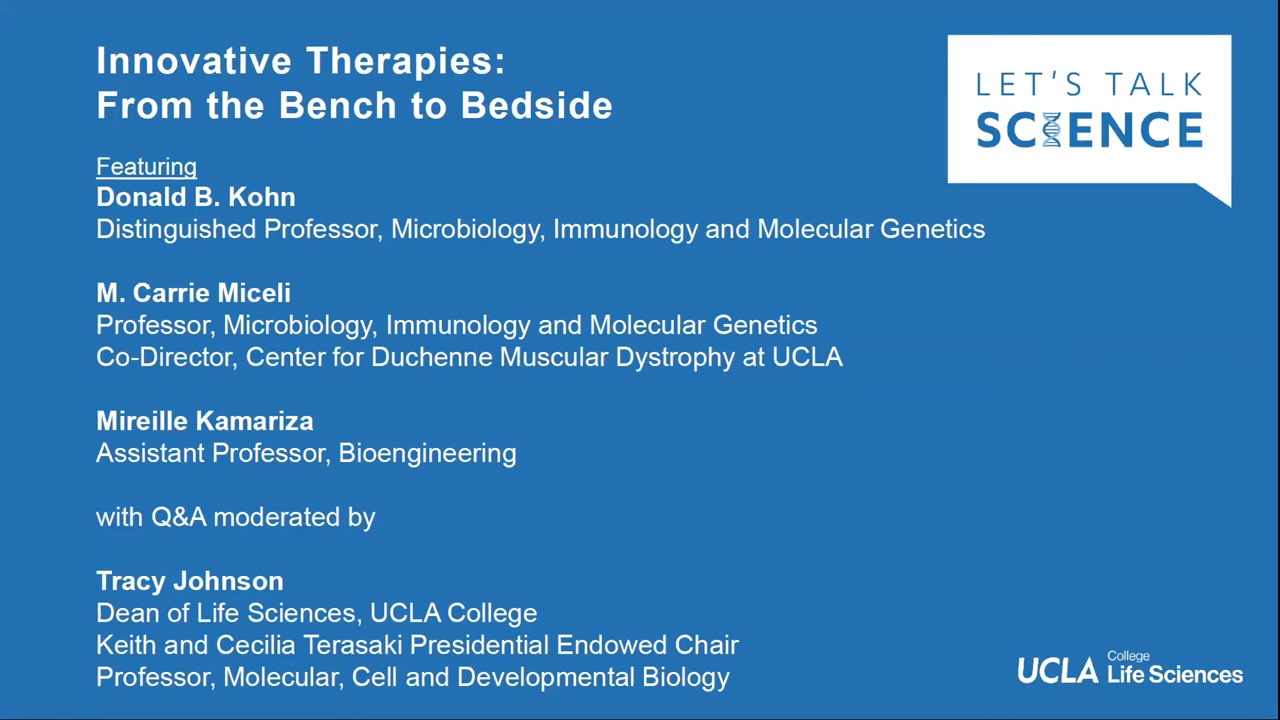 Innovative Therapies:
From the Bench to Bedside
LET'S TALK
SCIENCE
Featuring
Donald B. Kohn
Distinguished Professor, Microbiology, Immunology and Molecular Genetics
M. Carrie Miceli
Professor, Microbiology, Immunology and Molecular Genetics
Co-Director, Center for Duchenne Muscular Dystrophy at UCLA
Mireille Kamariza
Assistant Professor, Bioengineering
with Q&A moderated by
Tracy Johnson
Dean of Life Sciences, UCLA College
Keith and Cecilia Terasaki Presidential Endowed Chair
Professor, Molecular, Cell and Developmental Biology
UCLA College
Life Sciences